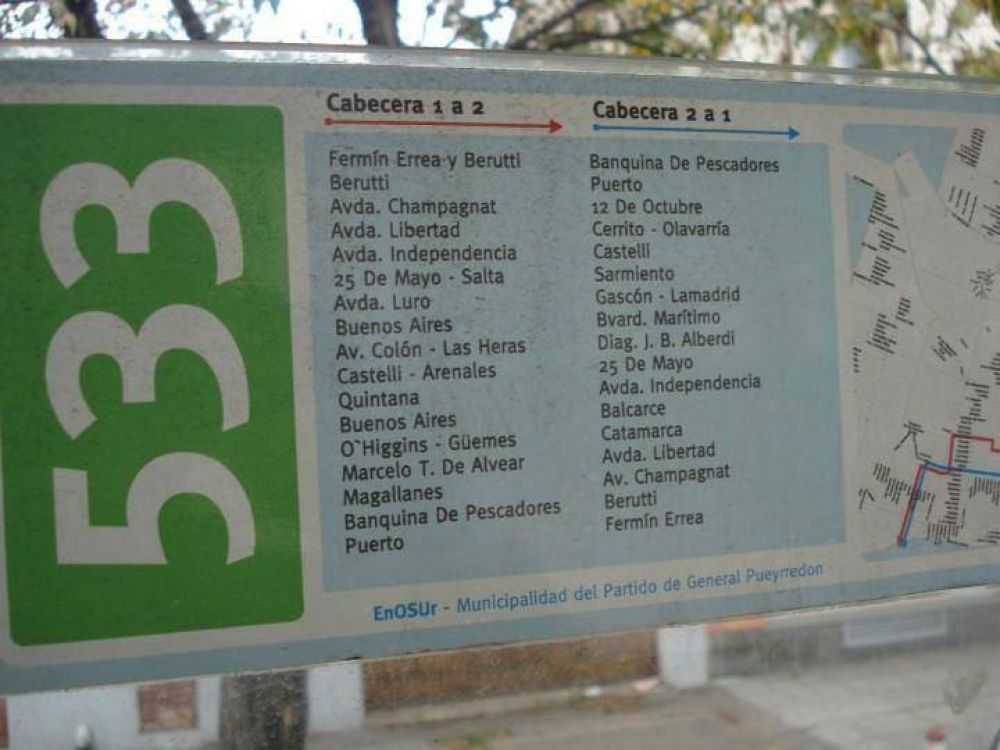 533
Cabecera 1 a 2
Fermín Errea y Berutti
Berutti
Avda. Champagnat
Avda. Libertad
Avda. Independencia
25 De Mayo - Salta
Avda. Luro
Buenos Aires
Av. Colón - Las Heras
Castelli - Arenales
Quintana
Buenos Aires
O`Higgins - Güemes
Marcelo T. De Alvear
Magallanes
Banquina De Pescadores
Puerto
Cabecera 2 a 1
Banquina De Pescadores
Puerto
12 De Octubre
Cerrito - Olavarría
Castelli
Sarmiento
Gascón - Lamadrid
Bvard. Marítimo
Diag. J. B. Alberdi
25 De Mayo
Avda. Independencia
Balcarce
Catamarca
Avda. Libertad
Av. Champagnat
Berutti
Fermín Errea
EnOSUr - Municipalidad del Partido de General Pueyrredon